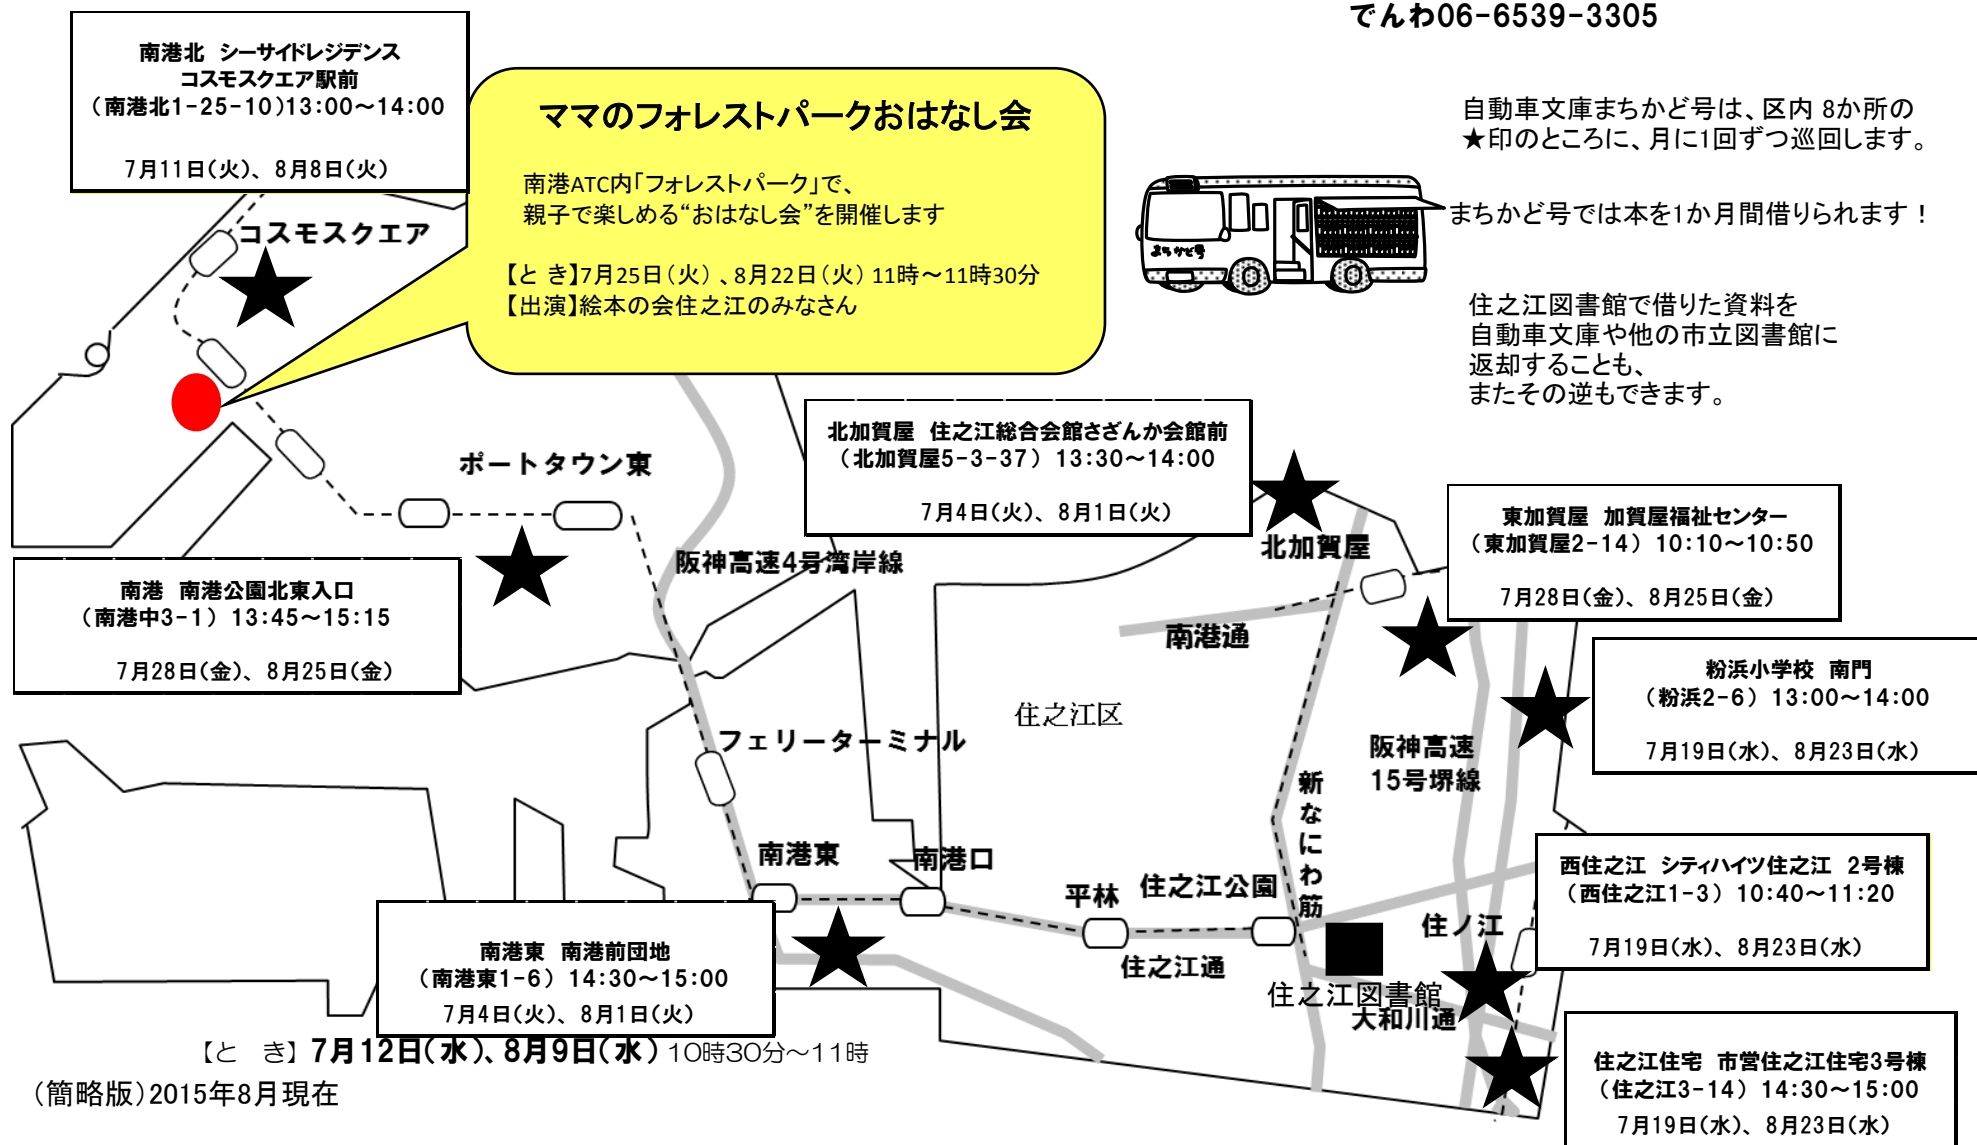 でんわ06-6539-3305
南港北　シーサイドレジデンス
コスモスクエア駅前
（南港北1-25-10）13:00～14:00
7月11日(火)、8月8日(火)
ママのフォレストパークおはなし会
南港ATC内「フォレストパーク」で、
親子で楽しめる“おはなし会”を開催します
【と き】7月25日（火）、8月22日（火） 11時～11時30分
【出演】絵本の会住之江のみなさん
自動車文庫まちかど号は、区内 8か所の
★印のところに、月に1回ずつ巡回します。
まちかど号では本を1か月間借りられます！
まちかど号
住之江図書館で借りた資料を
自動車文庫や他の市立図書館に
返却することも、
またその逆もできます。
コスモスクエア
ポートタウン東
北加賀屋　住之江総合会館さざんか会館前
（北加賀屋5-3-37） 13:30～14:00
7月4日(火)、8月1日(火)
東加賀屋　加賀屋福祉センター
（東加賀屋2-14） 10:10～10:50
7月28日(金)、8月25日(金)
北加賀屋
阪神高速4号湾岸線
南港　南港公園北東入口
（南港中3-1） 13:45～15:15
7月28日(金)、8月25日(金)
南港通
粉浜小学校　南門
（粉浜2-6） 13:00～14:00
7月19日(水)、8月23日(水)
住之江区
フェリーターミナル
阪神高速
15号堺線
新なにわ筋
南港東
南港口
平林
住之江公園
西住之江　シティハイツ住之江　2号棟
（西住之江1-3） 10:40～11:20
7月19日(水)、8月23日(水)
住ノ江
住之江通
住之江図書館
大和川通
南港東　南港前団地
（南港東1-6） 14:30～15:00
7月4日(火)、8月1日(火)
住之江住宅　市営住之江住宅3号棟
（住之江3-14） 14:30～15:00
7月19日(水)、8月23日(水)
【と　き】 7月12日(水)、8月9日(水) 10時30分～11時
（簡略版）2015年8月現在